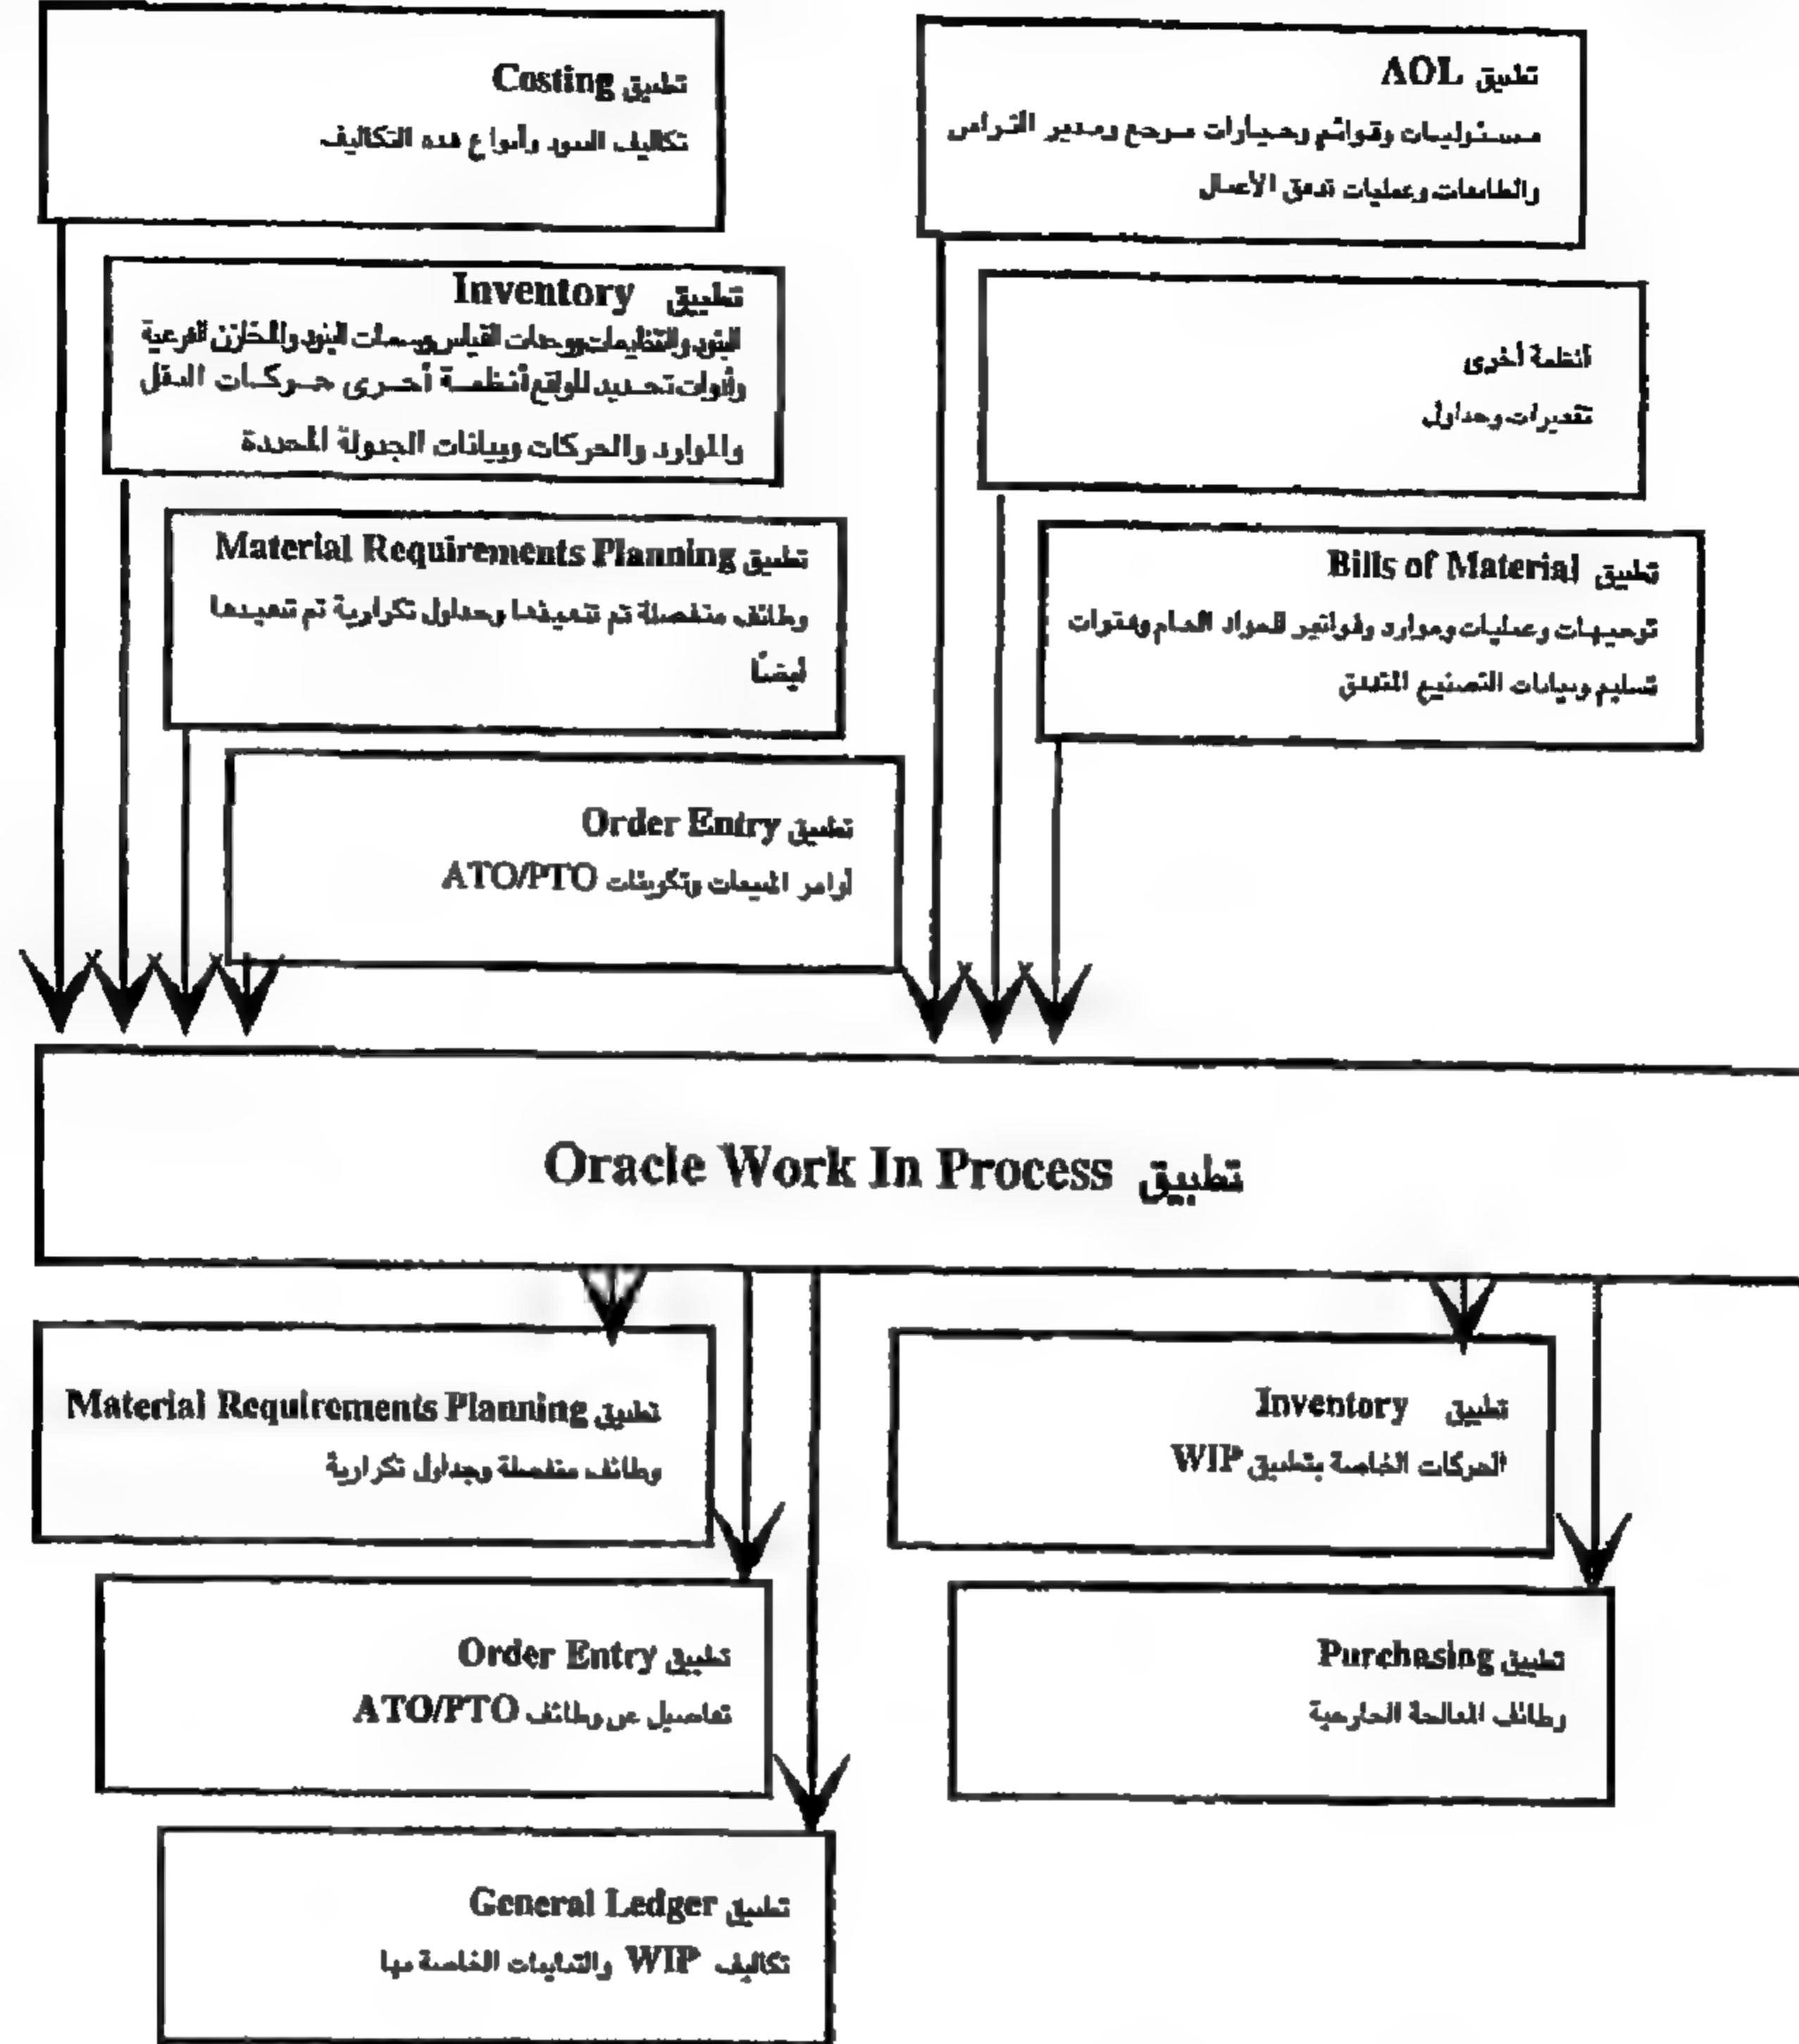 تطبيق Costing
تكاليف البنود وأنواع هذه التكاليف
تطبيق AOL
مسئوليات وقوائم وخيارات مرجع ومدير التزامن
والطابعات وعمليات تدفق الأعمال
تطبيق Inventory
البنود والتنظيمات ووحدات القياس وسمات البنود والمخازن الفرعية
وأدوات تحديد المواقع أنظمة أخرى حركات النقل
والموارد والحركات وبيانات الجدولة المحددة
أنظمة أخرى
تقديرات وجداول
تطبيق Material Requirements Planning
وظائف منفصلة تم تنفيذها وجداول تكرارية تم تنفيذها
أيضًا
تطبيق Bills of Material
توجيهات وعمليات وموارد وفواتير للمواد الخام وفترات
تسليم وبيانات التصنيع المتدفق
تطبيق Order Entry
أوامر المبيعات وتكوينات ATO/PTO
تطبيق Oracle Work In Process
تطبيق Material Requirements Planning
وظائف منفصلة وجداول تكرارية
تطبيق Inventory
الحركات الخاصة بتطبيق WIP
تطبيق Order Entry
تفاصيل عن وظائف ATO/PTO
تطبيق Purchasing
وظائف المعالجة الخارجية
تطبيق General Ledger
تكاليف WIP والتباينات الخاصة بها